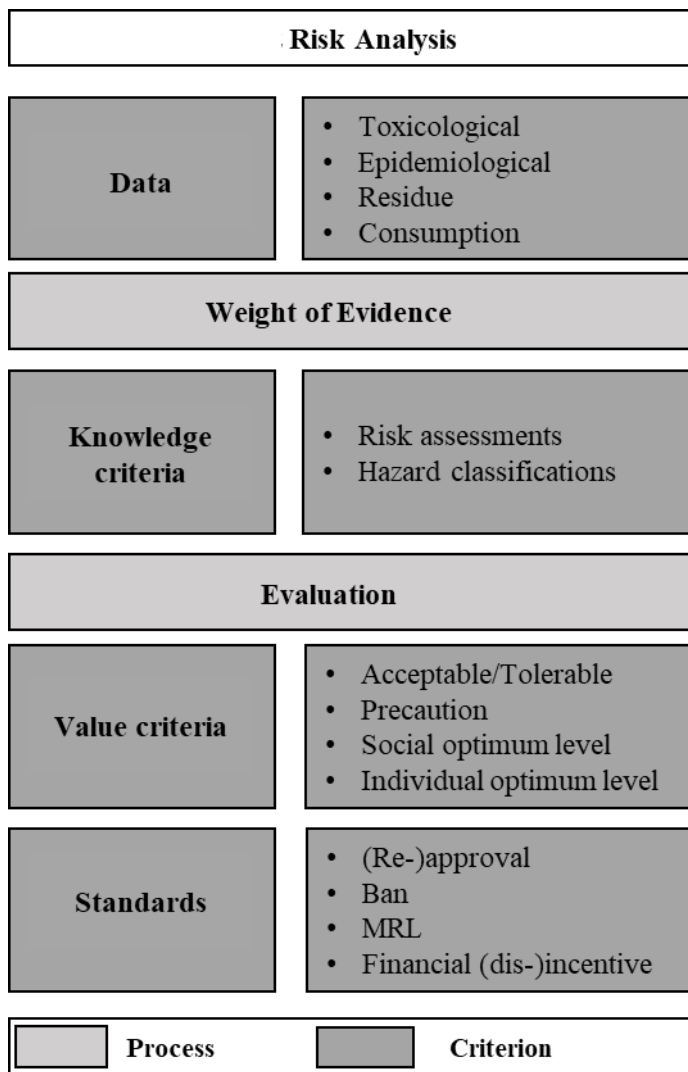 Risk Analysis
Data
• Toxicological
• Epidemiological
• Residue
• Consumption
Weight of Evidence
Knowledge
criteria
• Risk assessments
• Hazard classifications
Evaluation
Value criteria
• Acceptable/Tolerable
• Precaution
• Social optimum level
• Individual optimum level
Standards
• (Re-)approval
• Ban
• MRL
• Financial (dis-)incentive
Process
Criterion